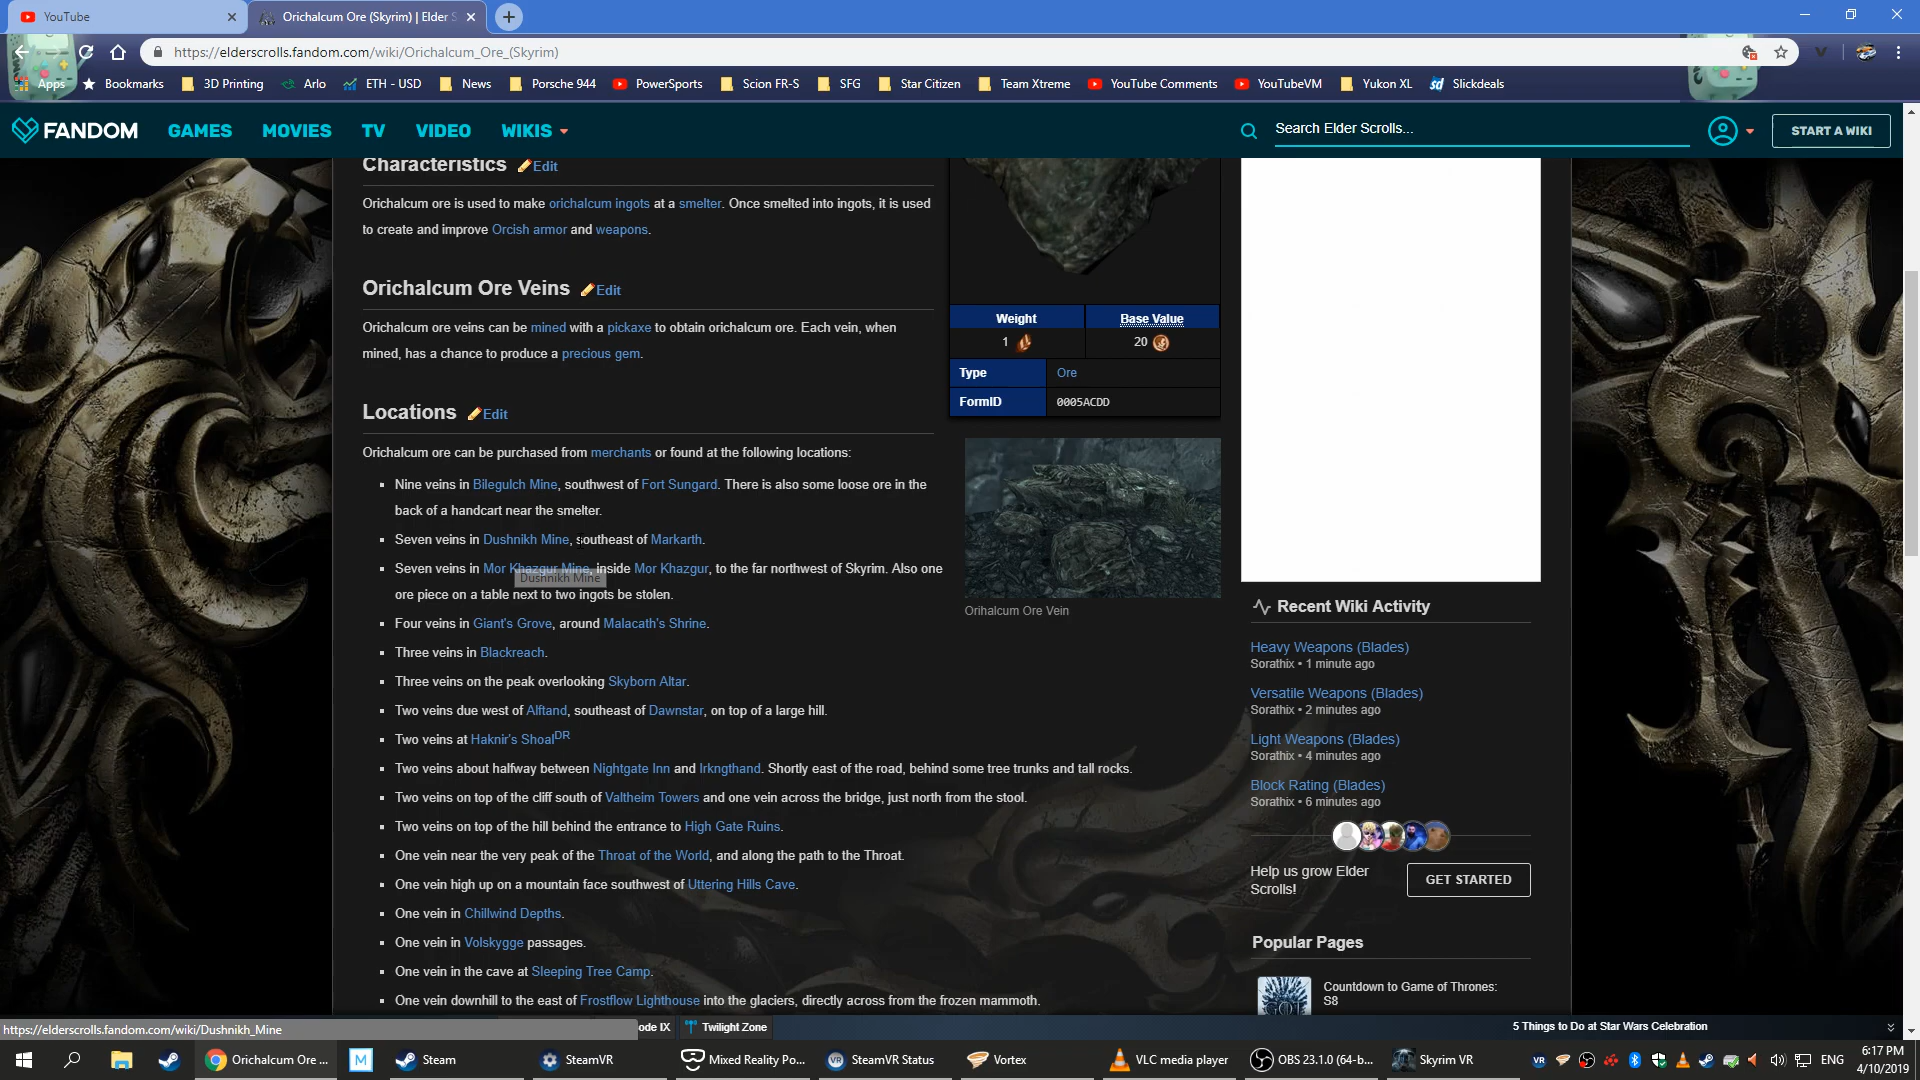 YouTube
Orichalcum Ore (Skyrim) | Elder S
https://elderscrolls.fandom.com/wiki/Orichalcum_Ore_(Skyrim)
Apps Bookmarks 3D Printing Arlo ETH - USD News Porsche 944 PowerSports Scion FR-S SFG Star Citizen Team Xtreme YouTube Comments YouTubeVM Yukon XL sd Slickdeals
FANDOM GAMES MOVIES TV VIDEO WIKIS Search Elder Scrolls... START A WIKI
Characteristics Edit
Orichalcum ore is used to make orichalcum ingots at a smelter. Once smelted into ingots, it is used
to create and improve Orcish armor and weapons.
Orichalcum Ore Veins Edit
Orichalcum ore veins can be mined with a pickaxe to obtain orichalcum ore. Each vein, when
mined, has a chance to produce a precious gem.
Locations Edit
Orichalcum ore can be purchased from merchants or found at the following locations:
Nine veins in Bilegulch Mine, southwest of Fort Sungard. There is also some loose ore in the
back of a handcart near the smelter.
Seven veins in Dushnikh Mine, southeast of Markarth.
Seven veins in Mor Khazgur Mine, inside Mor Khazgur, to the far northwest of Skyrim. Also one
Dushnikh Mine
ore piece on a table next to two ingots be stolen.
Four veins in Giant's Grove, around Malacath's Shrine.
Three veins in Blackreach.
Three veins on the peak overlooking Skyborn Altar.
Two veins due west of Alftand, southeast of Dawnstar, on top of a large hill.
Two veins at Haknir's ShoalDR
Two veins about halfway between Nightgate Inn and Irkngthand. Shortly east of the road, behind some tree trunks and tall rocks.
Two veins on top of the cliff south of Valtheim Towers and one vein across the bridge, just north from the stool.
Two veins on top of the hill behind the entrance to High Gate Ruins.
One vein near the very peak of the Throat of the World, and along the path to the Throat.
One vein high up on a mountain face southwest of Uttering Hills Cave.
One vein in Chillwind Depths.
One vein in Volskygge passages.
One vein in the cave at Sleeping Tree Camp.
One vein downhill to the east of Frostflow Lighthouse into the glaciers, directly across from the frozen mammoth.
Weight Base Value
1 20
Type Ore
FormID 0005ACDD
Orihalcum Ore Vein
Recent Wiki Activity
Heavy Weapons (Blades)
Sorathix • 1 minute ago
Versatile Weapons (Blades)
Sorathix • 2 minutes ago
Light Weapons (Blades)
Sorathix • 4 minutes ago
Block Rating (Blades)
Sorathix • 6 minutes ago
Help us grow Elder
Scrolls!
GET STARTED
Popular Pages
Countdown to Game of Thrones:
S8
https://elderscrolls.fandom.com/wiki/Dushnikh_Mine
ode IX Twilight Zone 5 Things to Do at Star Wars Celebration
Orichalcum Ore ... M Steam SteamVR Mixed Reality Po... VR SteamVR Status Vortex VLC media player OBS 23.1.0 (64-b... Skyrim VR VR ENG
6:17 PM
4/10/2019